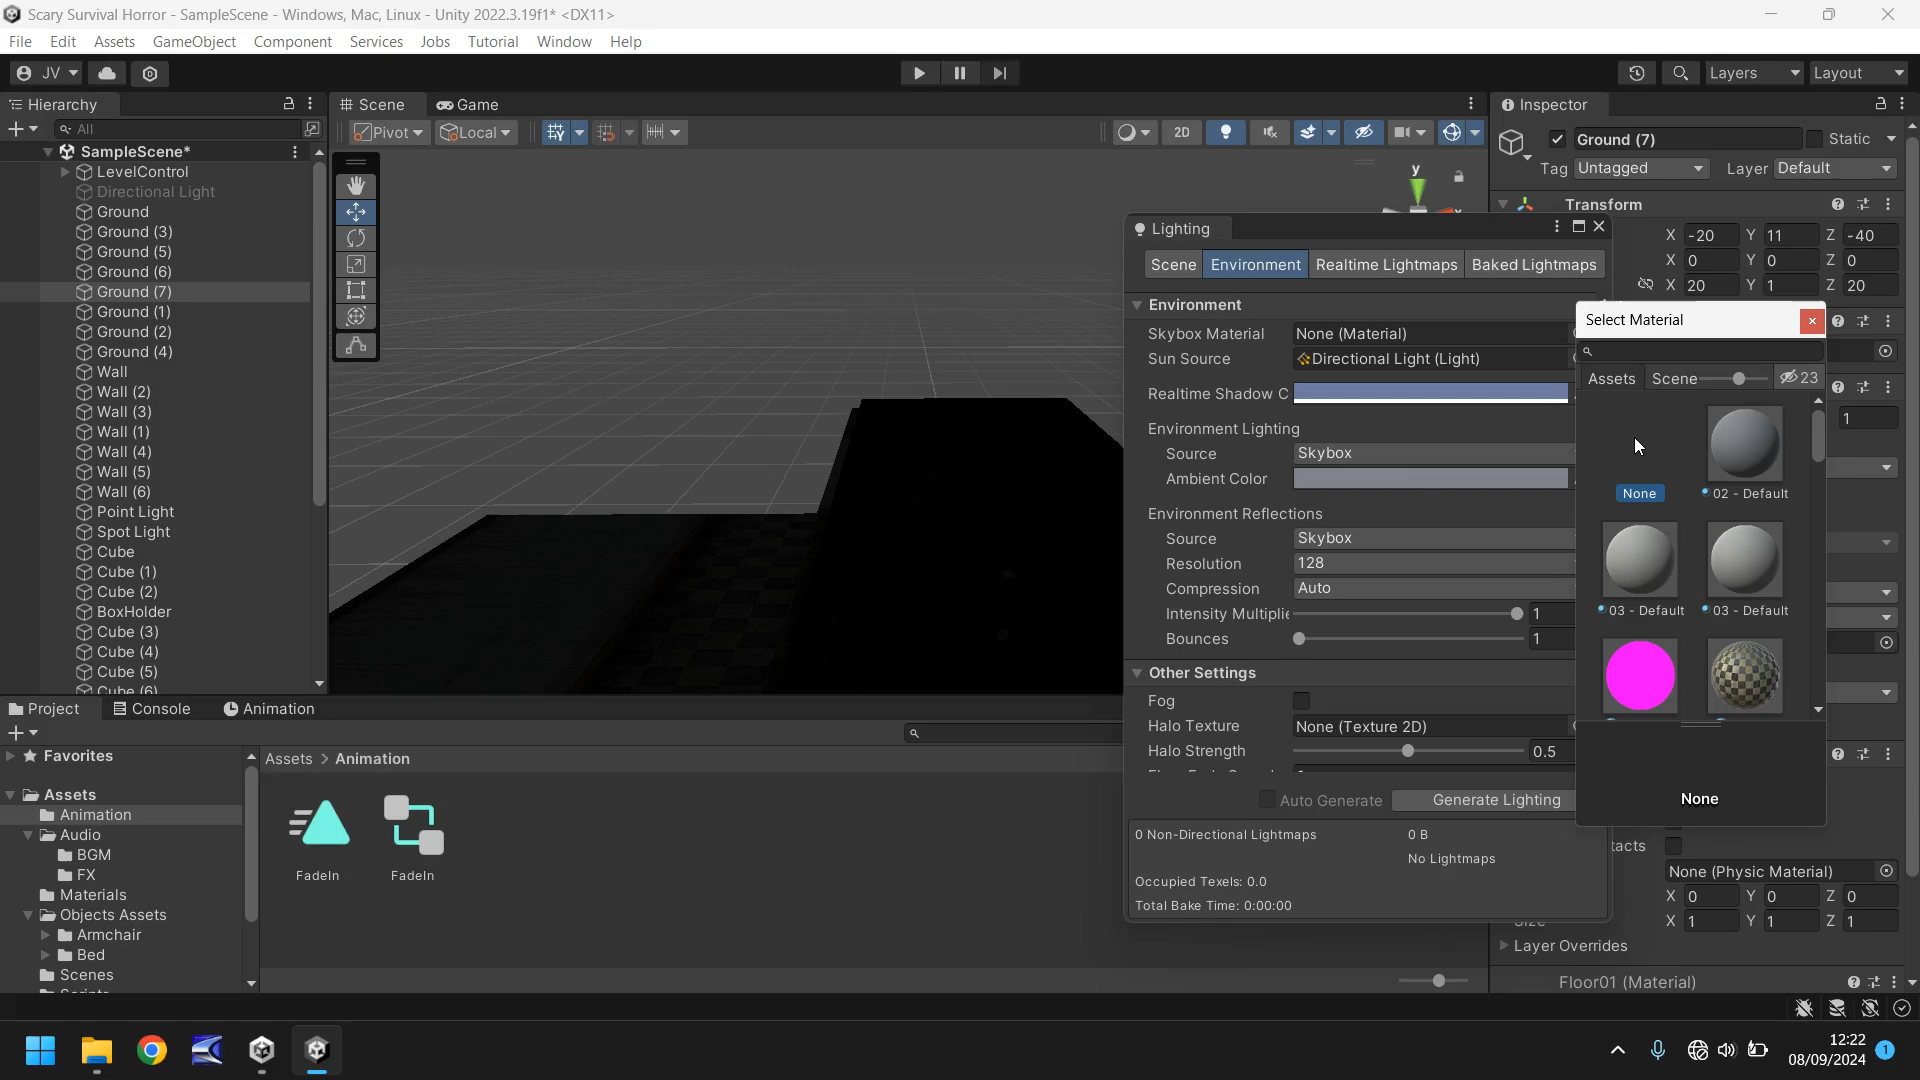 Scary Survival Horror - SampleScene - Windows, Mac, Linux - Unity 2022.3.19f1* <DX11>
File Edit Assets GameObject Component Services Jobs Tutorial Window Help
JV Layers Layout
Hierarchy
All
SampleScene*
LevelControl
Directional Light
Ground
Ground (3)
Ground (5)
Ground (6)
Ground (7)
Ground (1)
Ground (2)
Ground (4)
Wall
Wall (2)
Wall (3)
Wall (1)
Wall (4)
Wall (5)
Wall (6)
Point Light
Spot Light
Cube
Cube (1)
Cube (2)
BoxHolder
Cube (3)
Cube (4)
Cube (5)
Cube (6)
Scene Game
Pivot Local 2D
y
Lighting
Scene Environment Realtime Lightmaps Baked Lightmaps
Environment
Skybox Material None (Material)
Sun Source Directional Light (Light)
Realtime Shadow C
Environment Lighting
Source Skybox
Ambient Color
Environment Reflections
Source Skybox
Resolution 128
Compression Auto
Intensity Multiplie 1
Bounces 1
Other Settings
Fog
Halo Texture None (Texture 2D)
Halo Strength 0.5
Auto Generate Generate Lighting
0 Non-Directional Lightmaps 0 B
No Lightmaps
Occupied Texels: 0.0
Total Bake Time: 0:00:00
Inspector
Ground (7) Static
Tag Untagged Layer Default
Transform
X -20 Y 11 Z -40
X 0 Y 0 Z 0
X 20 Y 1 Z 20
Select Material
Assets Scene 23
None 02 - Default
03 - Default 03 - Default
None
1
tacts
None (Physic Material)
X 0 Y 0 Z 0
X 1 Y 1 Z 1
Layer Overrides
Floor01 (Material)
Project Console Animation
Favorites
Assets
Animation
Audio
BGM
FX
Materials
Objects Assets
Armchair
Bed
Scenes
Assets > Animation
FadeIn FadeIn
12:22
08/09/2024 1